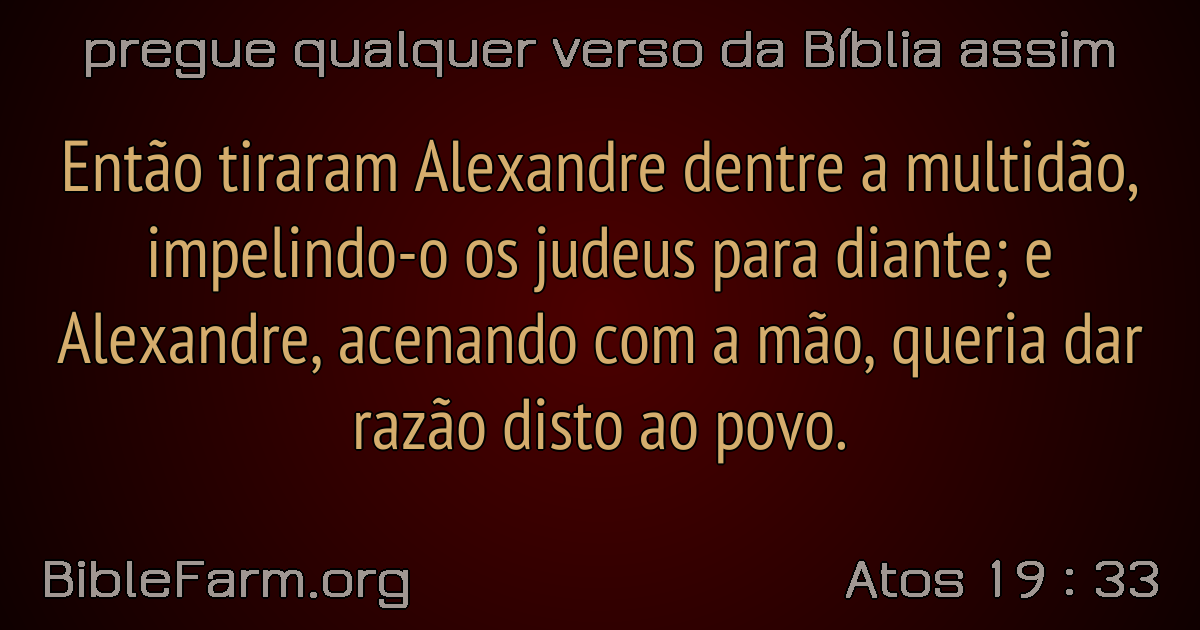 pregue qualquer verso da Bíblia assim
Então tiraram Alexandre dentre a multidão,
impelindo-o os judeus para diante; e
Alexandre, acenando com a mão, queria dar
razão disto ao povo.
BibleFarm.org
Atos 19 : 33